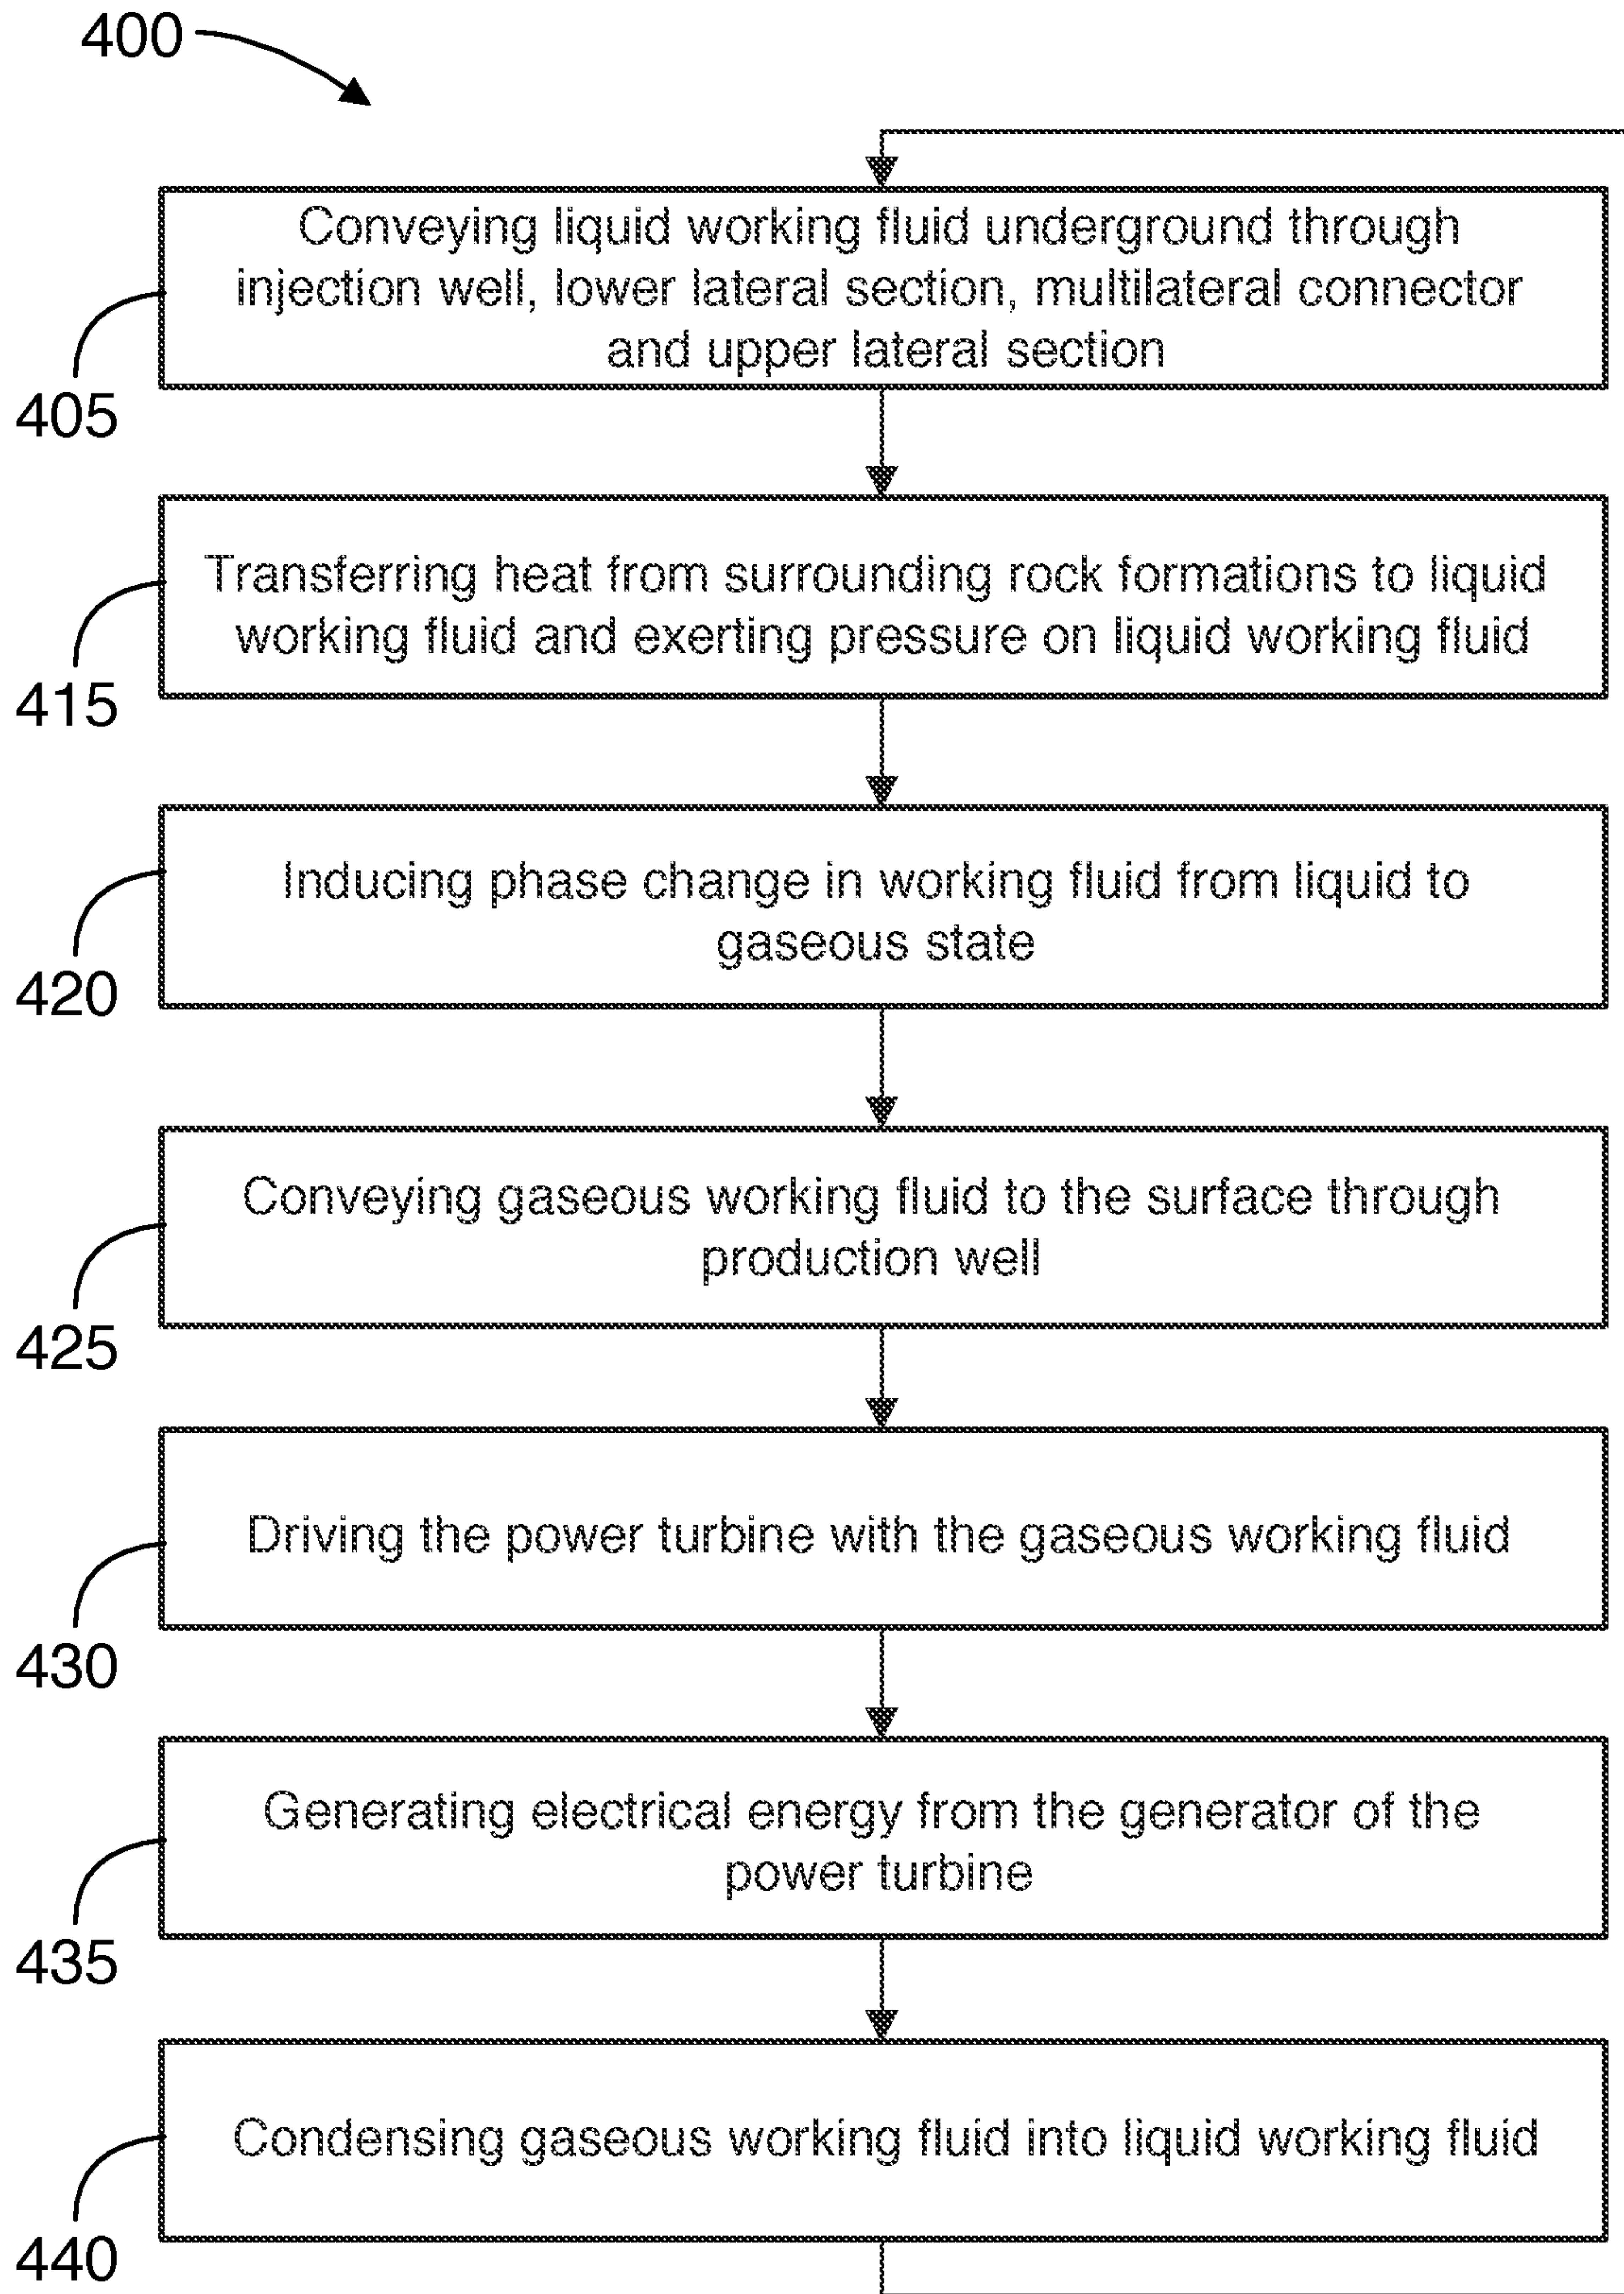 400
Conveying liquid working fluid underground through
injection well, lower lateral section, multilateral connector
and upper lateral section
405
Transferring heat from surrounding rock formations to liquid
working fluid and exerting pressure on liquid working fluid
415
Inducing phase change in working fluid from liquid to
gaseous state
420
Conveying gaseous working fluid to the surface through
production well
425
Driving the power turbine with the gaseous working fluid
430
Generating electrical energy from the generator of the
power turbine
435
Condensing gaseous working fluid into liquid working fluid
440